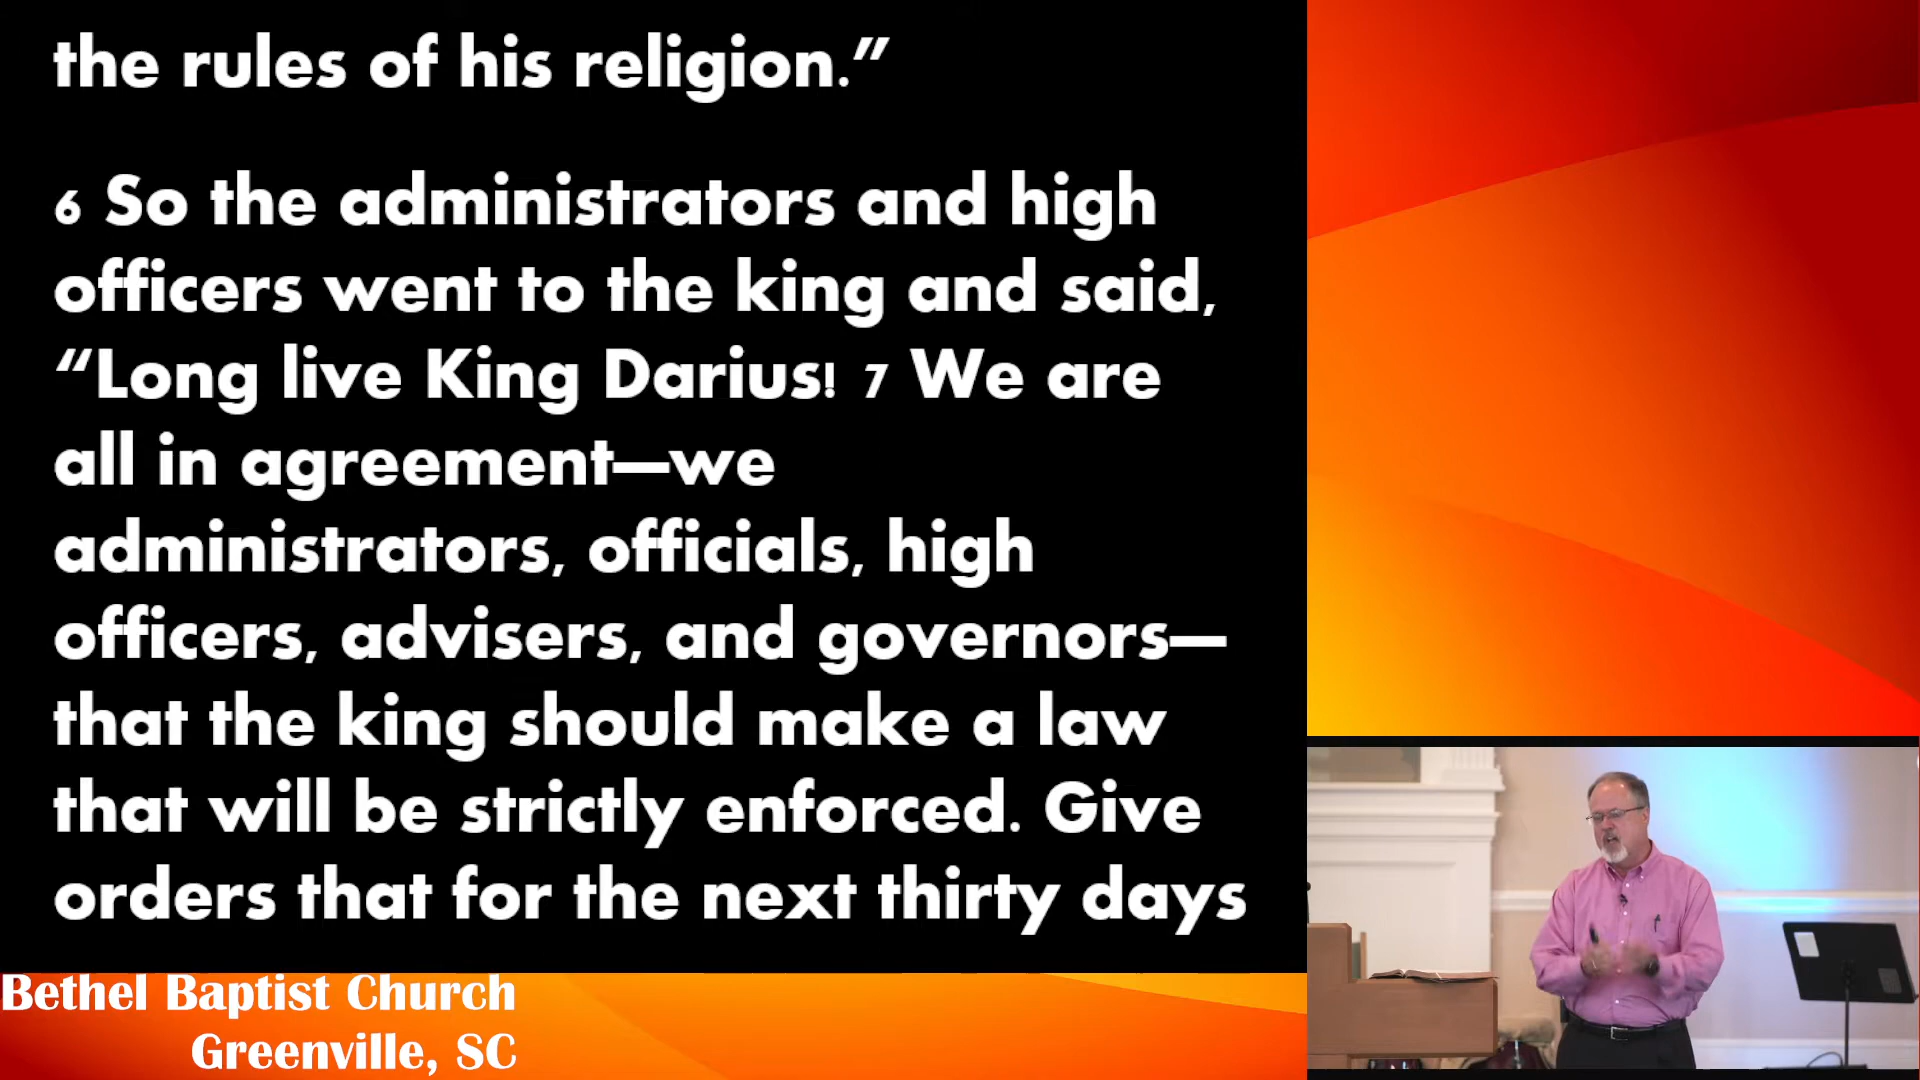 the rules of his religion.”
6 So the administrators and high
officers went to the king and said,
“Long live King Darius! 7 We are
all in agreement—we
administrators, officials, high
officers, advisers, and governors—
that the king should make a law
that will be strictly enforced. Give
orders that for the next thirty days
Bethel Baptist Church
Greenville, SC